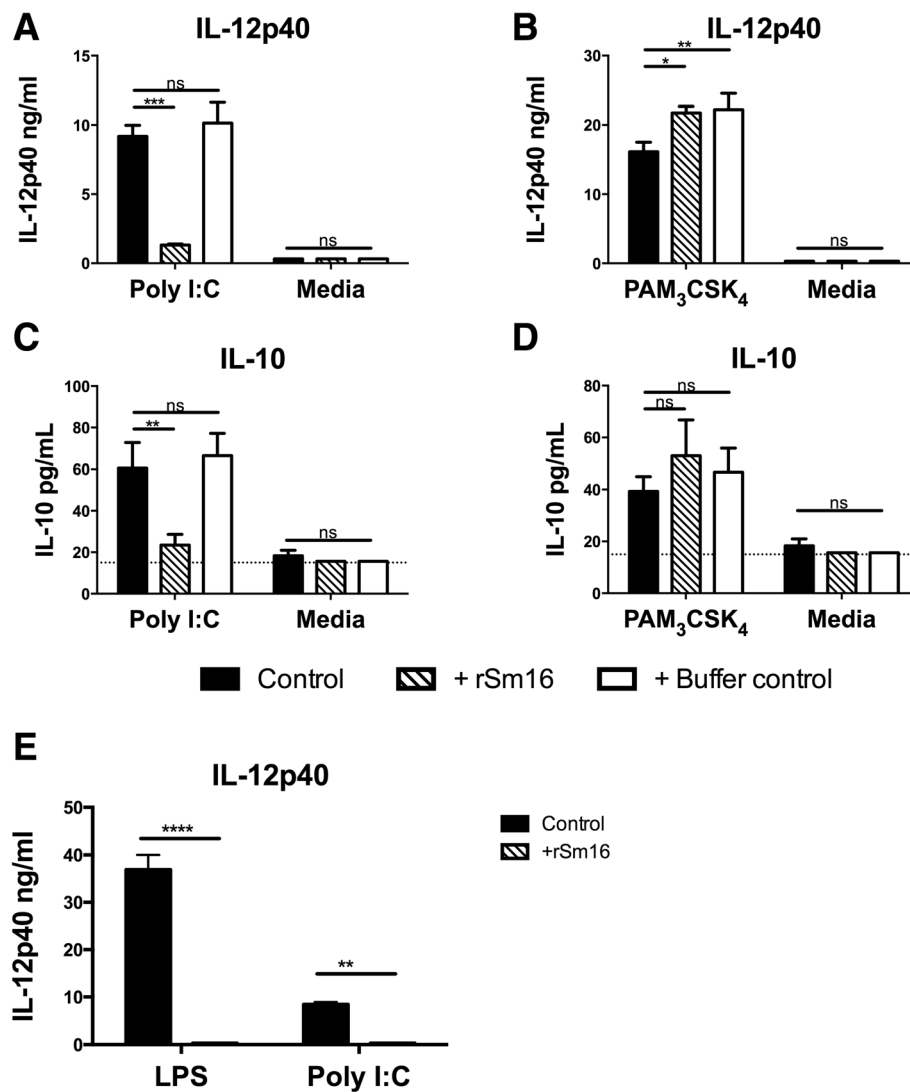 A
IL-12p40
IL-12p40 ng/ml
15
10
5
0
ns
***
ns
Poly I:C
Media
B
IL-12p40
IL-12p40 ng/ml
30
20
10
0
**
*
ns
PAM₃CSK₄
Media
C
IL-10
IL-10 pg/mL
100
80
60
40
20
0
ns
**
ns
Poly I:C
Media
D
IL-10
IL-10 pg/mL
80
60
40
20
0
ns
ns
ns
PAM₃CSK₄
Media
Control
+ rSm16
+ Buffer control
E
IL-12p40
IL-12p40 ng/ml
50
40
30
20
10
0
****
**
LPS
Poly I:C
Control
+rSm16